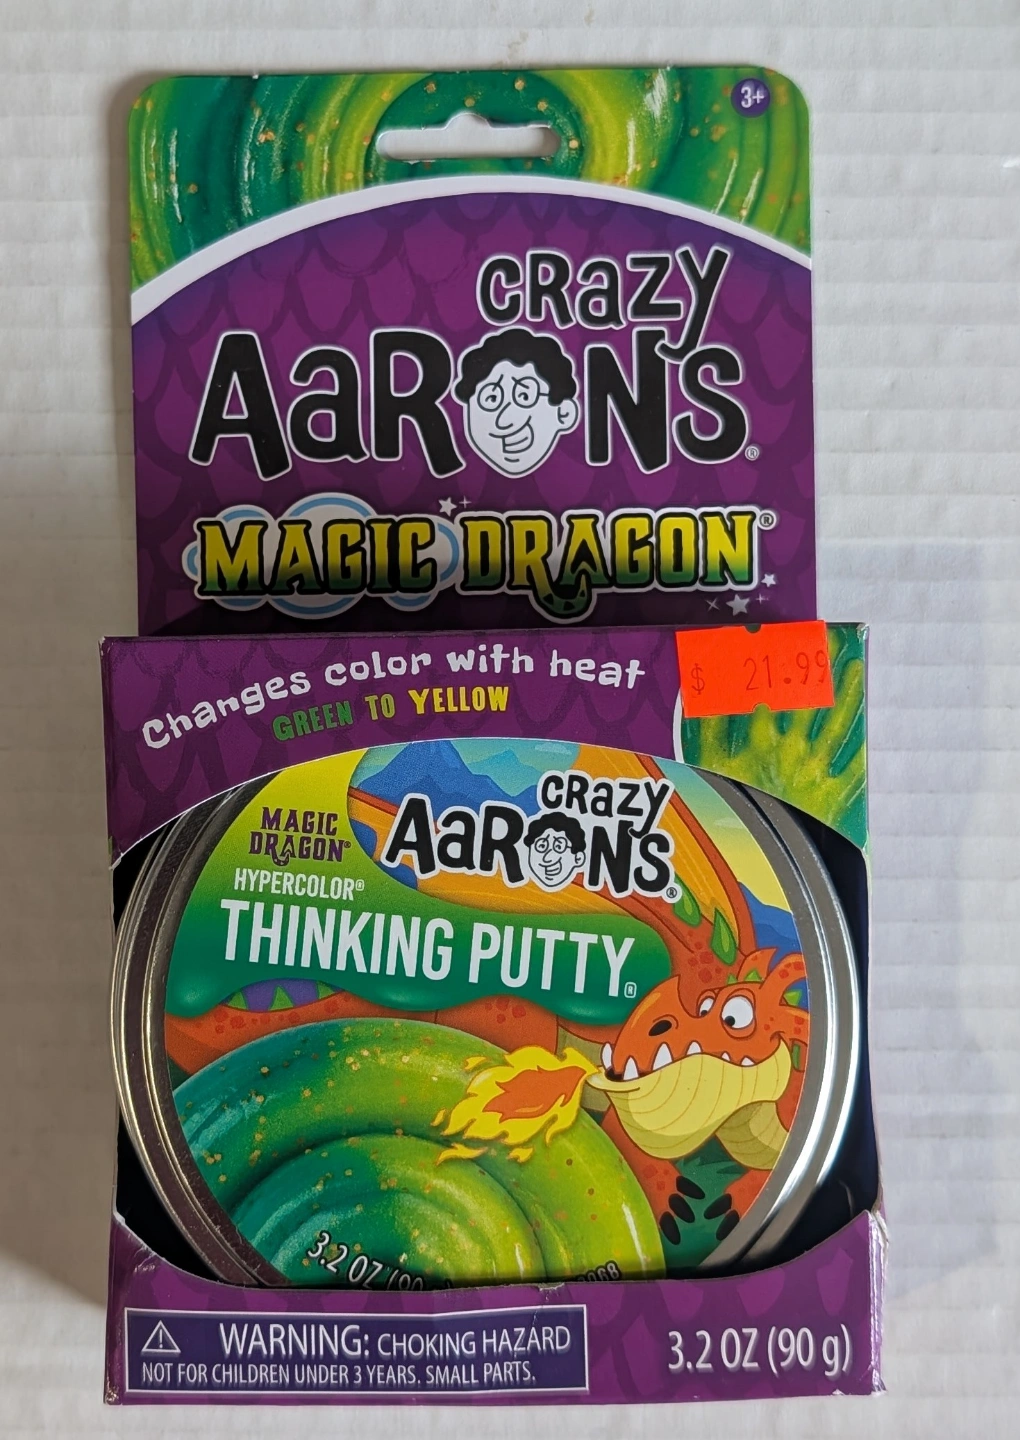 3+
CRaZY
AaRON'S®
MAGIC DRAGON®
Changes color with heat
GREEN TO YELLOW
$ 21.99
CRaZY
AaRON'S®
MAGIC
DRAGON®
HYPERCOLOR®
THINKING PUTTY®
3.2 OZ
WARNING: CHOKING HAZARD
NOT FOR CHILDREN UNDER 3 YEARS. SMALL PARTS.
3.2 OZ (90 g)